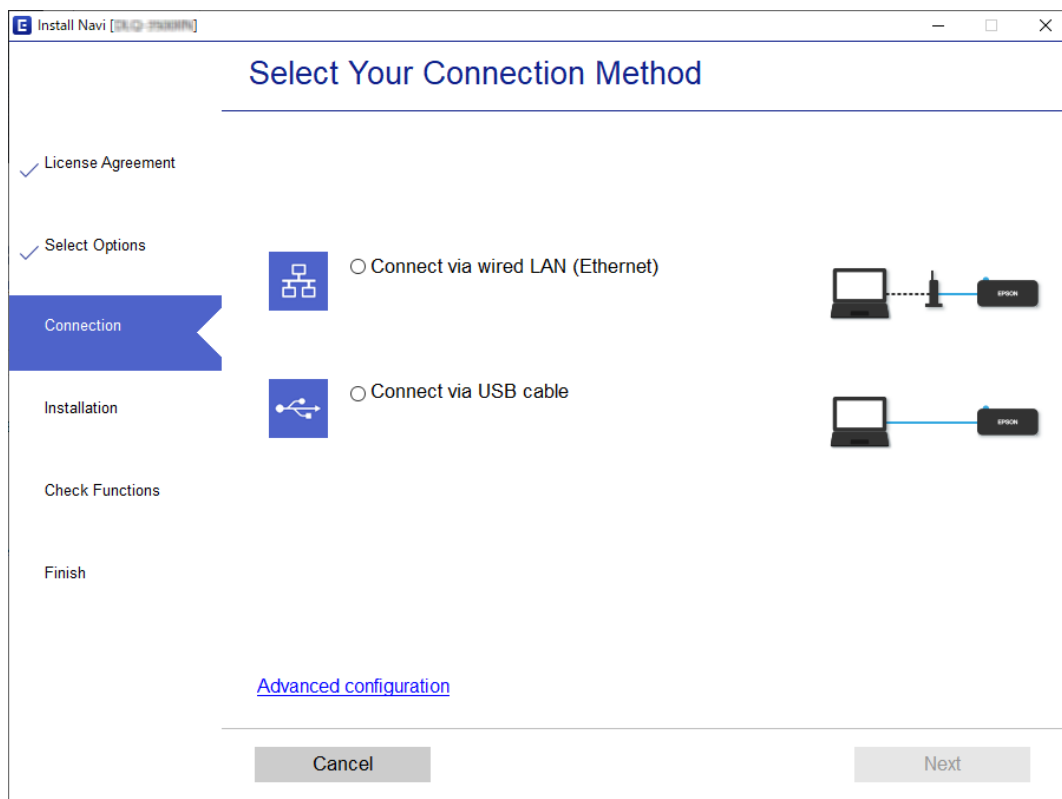 Install Navi [
Select Your Connection Method
License Agreement
Select Options
Connection
Installation
Check Functions
Finish
Connect via wired LAN (Ethernet)
EPSON
Connect via USB cable
EPSON
Advanced configuration
Cancel
Next